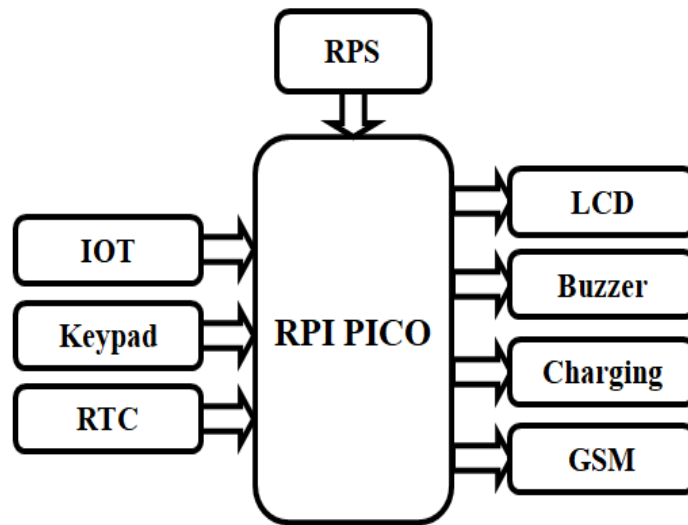 RPS
IOT
Keypad
RTC
RPI PICO
LCD
Buzzer
Charging
GSM